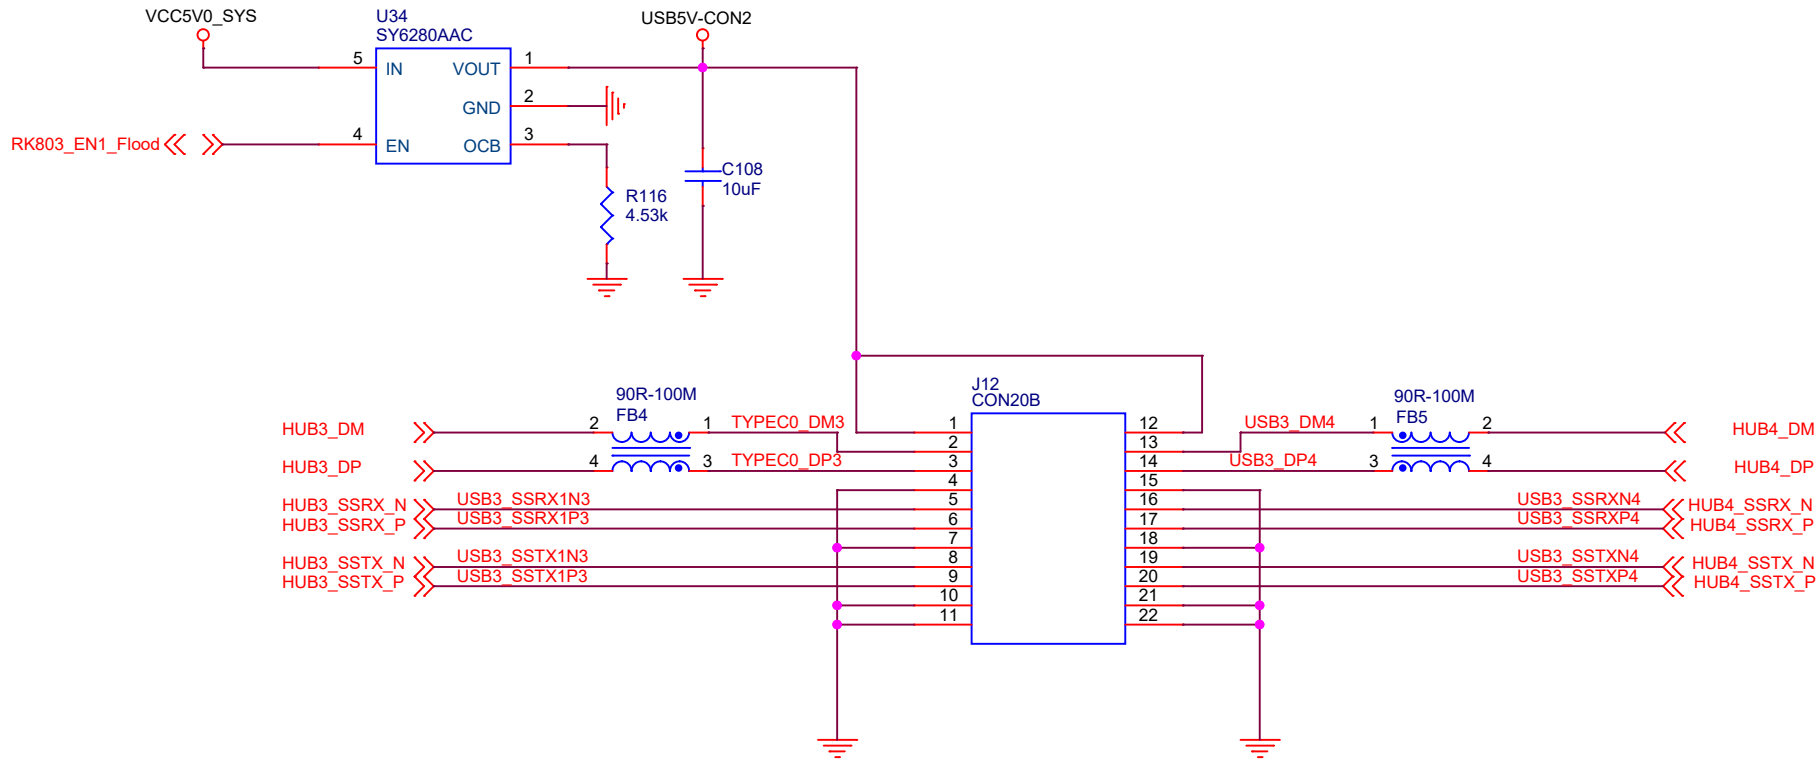 VCC5V0_SYS
U34
SY6280AAC
USB5V-CON2
5
IN
VOUT
1
GND
2
RK803_EN1_Flood
4
EN
OCB
3
R116
4.53k
C108
10uF
90R-100M
FB4
J12
CON20B
90R-100M
FB5
HUB3_DM
2
1
TYPEC0_DM3
1
12
USB3_DM4
1
2
HUB4_DM
2
13
HUB3_DP
4
3
TYPEC0_DP3
3
14
USB3_DP4
3
4
HUB4_DP
4
15
HUB3_SSRX_N
USB3_SSRX1N3
5
16
USB3_SSRXN4
HUB4_SSRX_N
HUB3_SSRX_P
USB3_SSRX1P3
6
17
USB3_SSRXP4
HUB4_SSRX_P
7
18
HUB3_SSTX_N
USB3_SSTX1N3
8
19
USB3_SSTXN4
HUB4_SSTX_N
HUB3_SSTX_P
USB3_SSTX1P3
9
20
USB3_SSTXP4
HUB4_SSTX_P
10
21
11
22